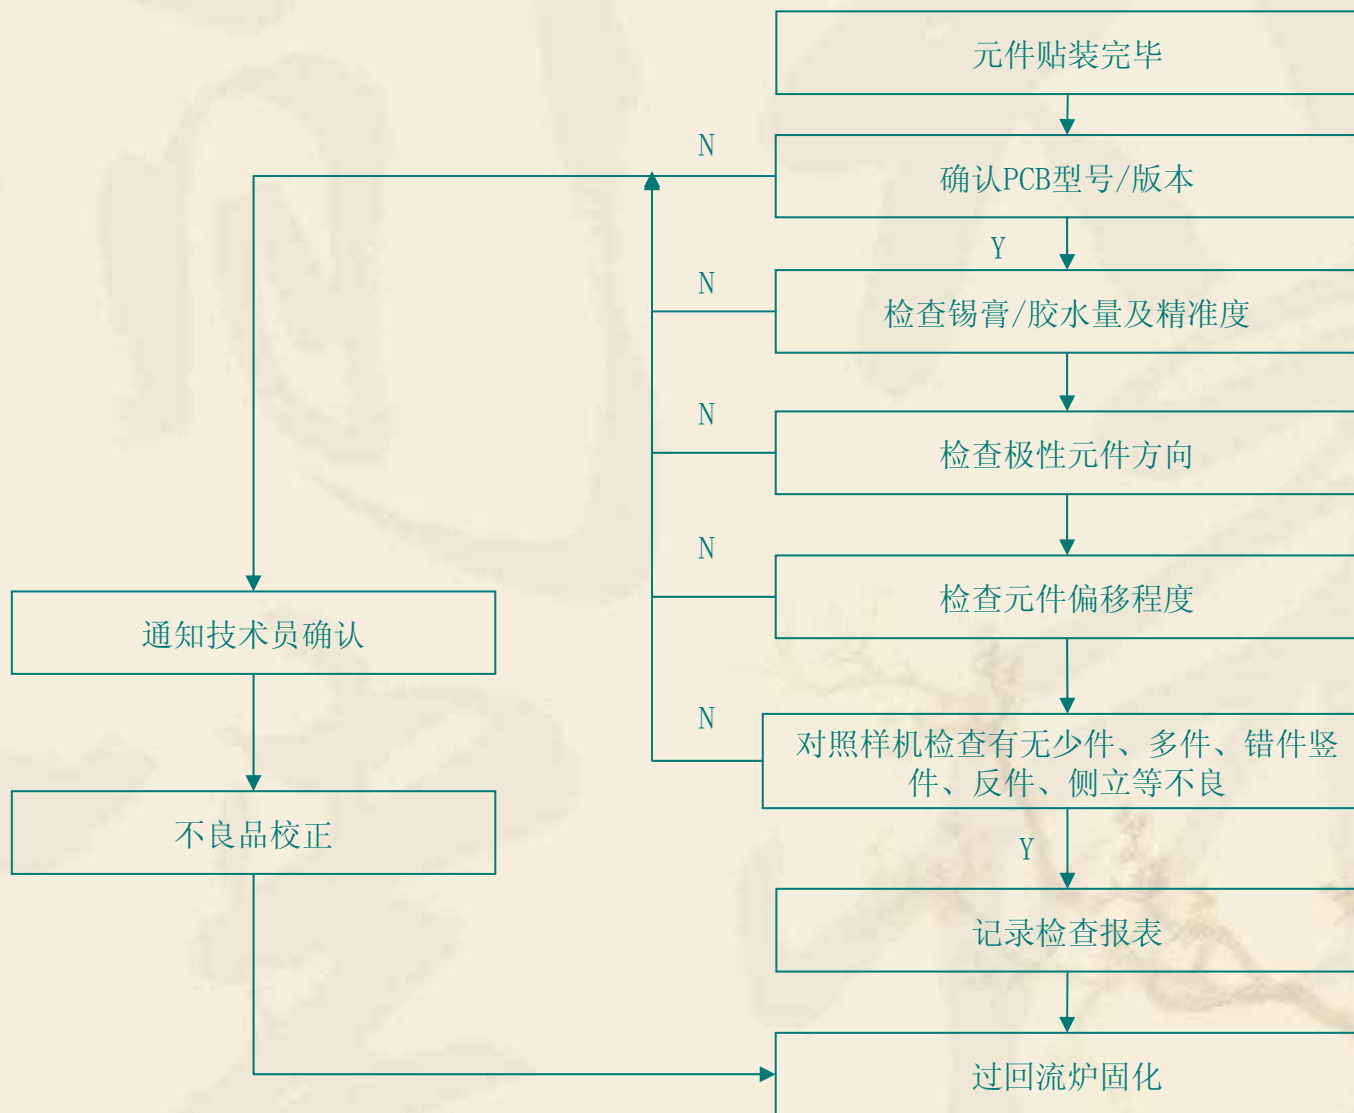 元件贴装完毕
N
确认PCB型号/版本
Y
N
检查锡膏/胶水量及精准度
N
检查极性元件方向
N
检查元件偏移程度
通知技术员确认
N
对照样机检查有无少件、多件、错件竖
件、反件、侧立等不良
不良品校正
Y
记录检查报表
过回流炉固化